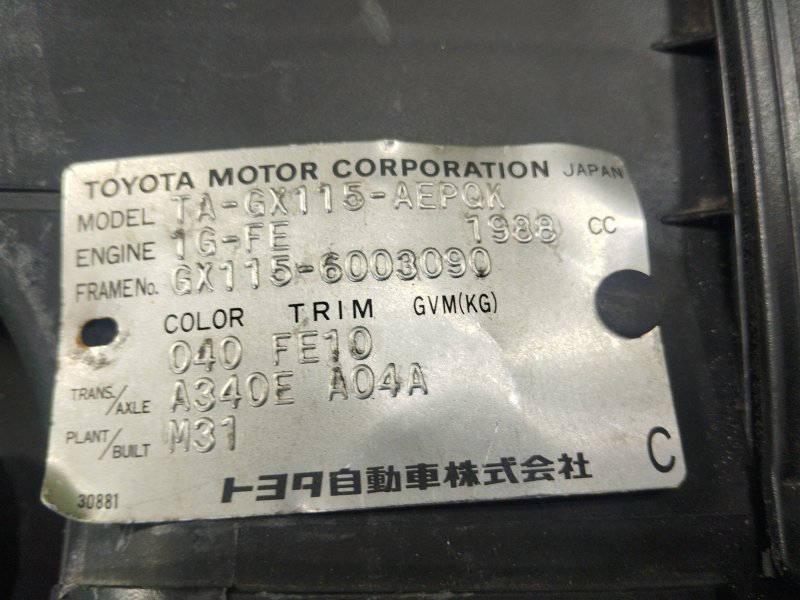 TOYOTA MOTOR CORPORATION JAPAN
MODEL TA-GX115-AEPQK
ENGINE 1G-FE 1988 CC
FRAME No. GX115-6003090
COLOR TRIM GVM(KG)
040 FE10
TRANS./AXLE A340E A04A
PLANT/BUILT M31
トヨタ自動車株式会社 C
30881